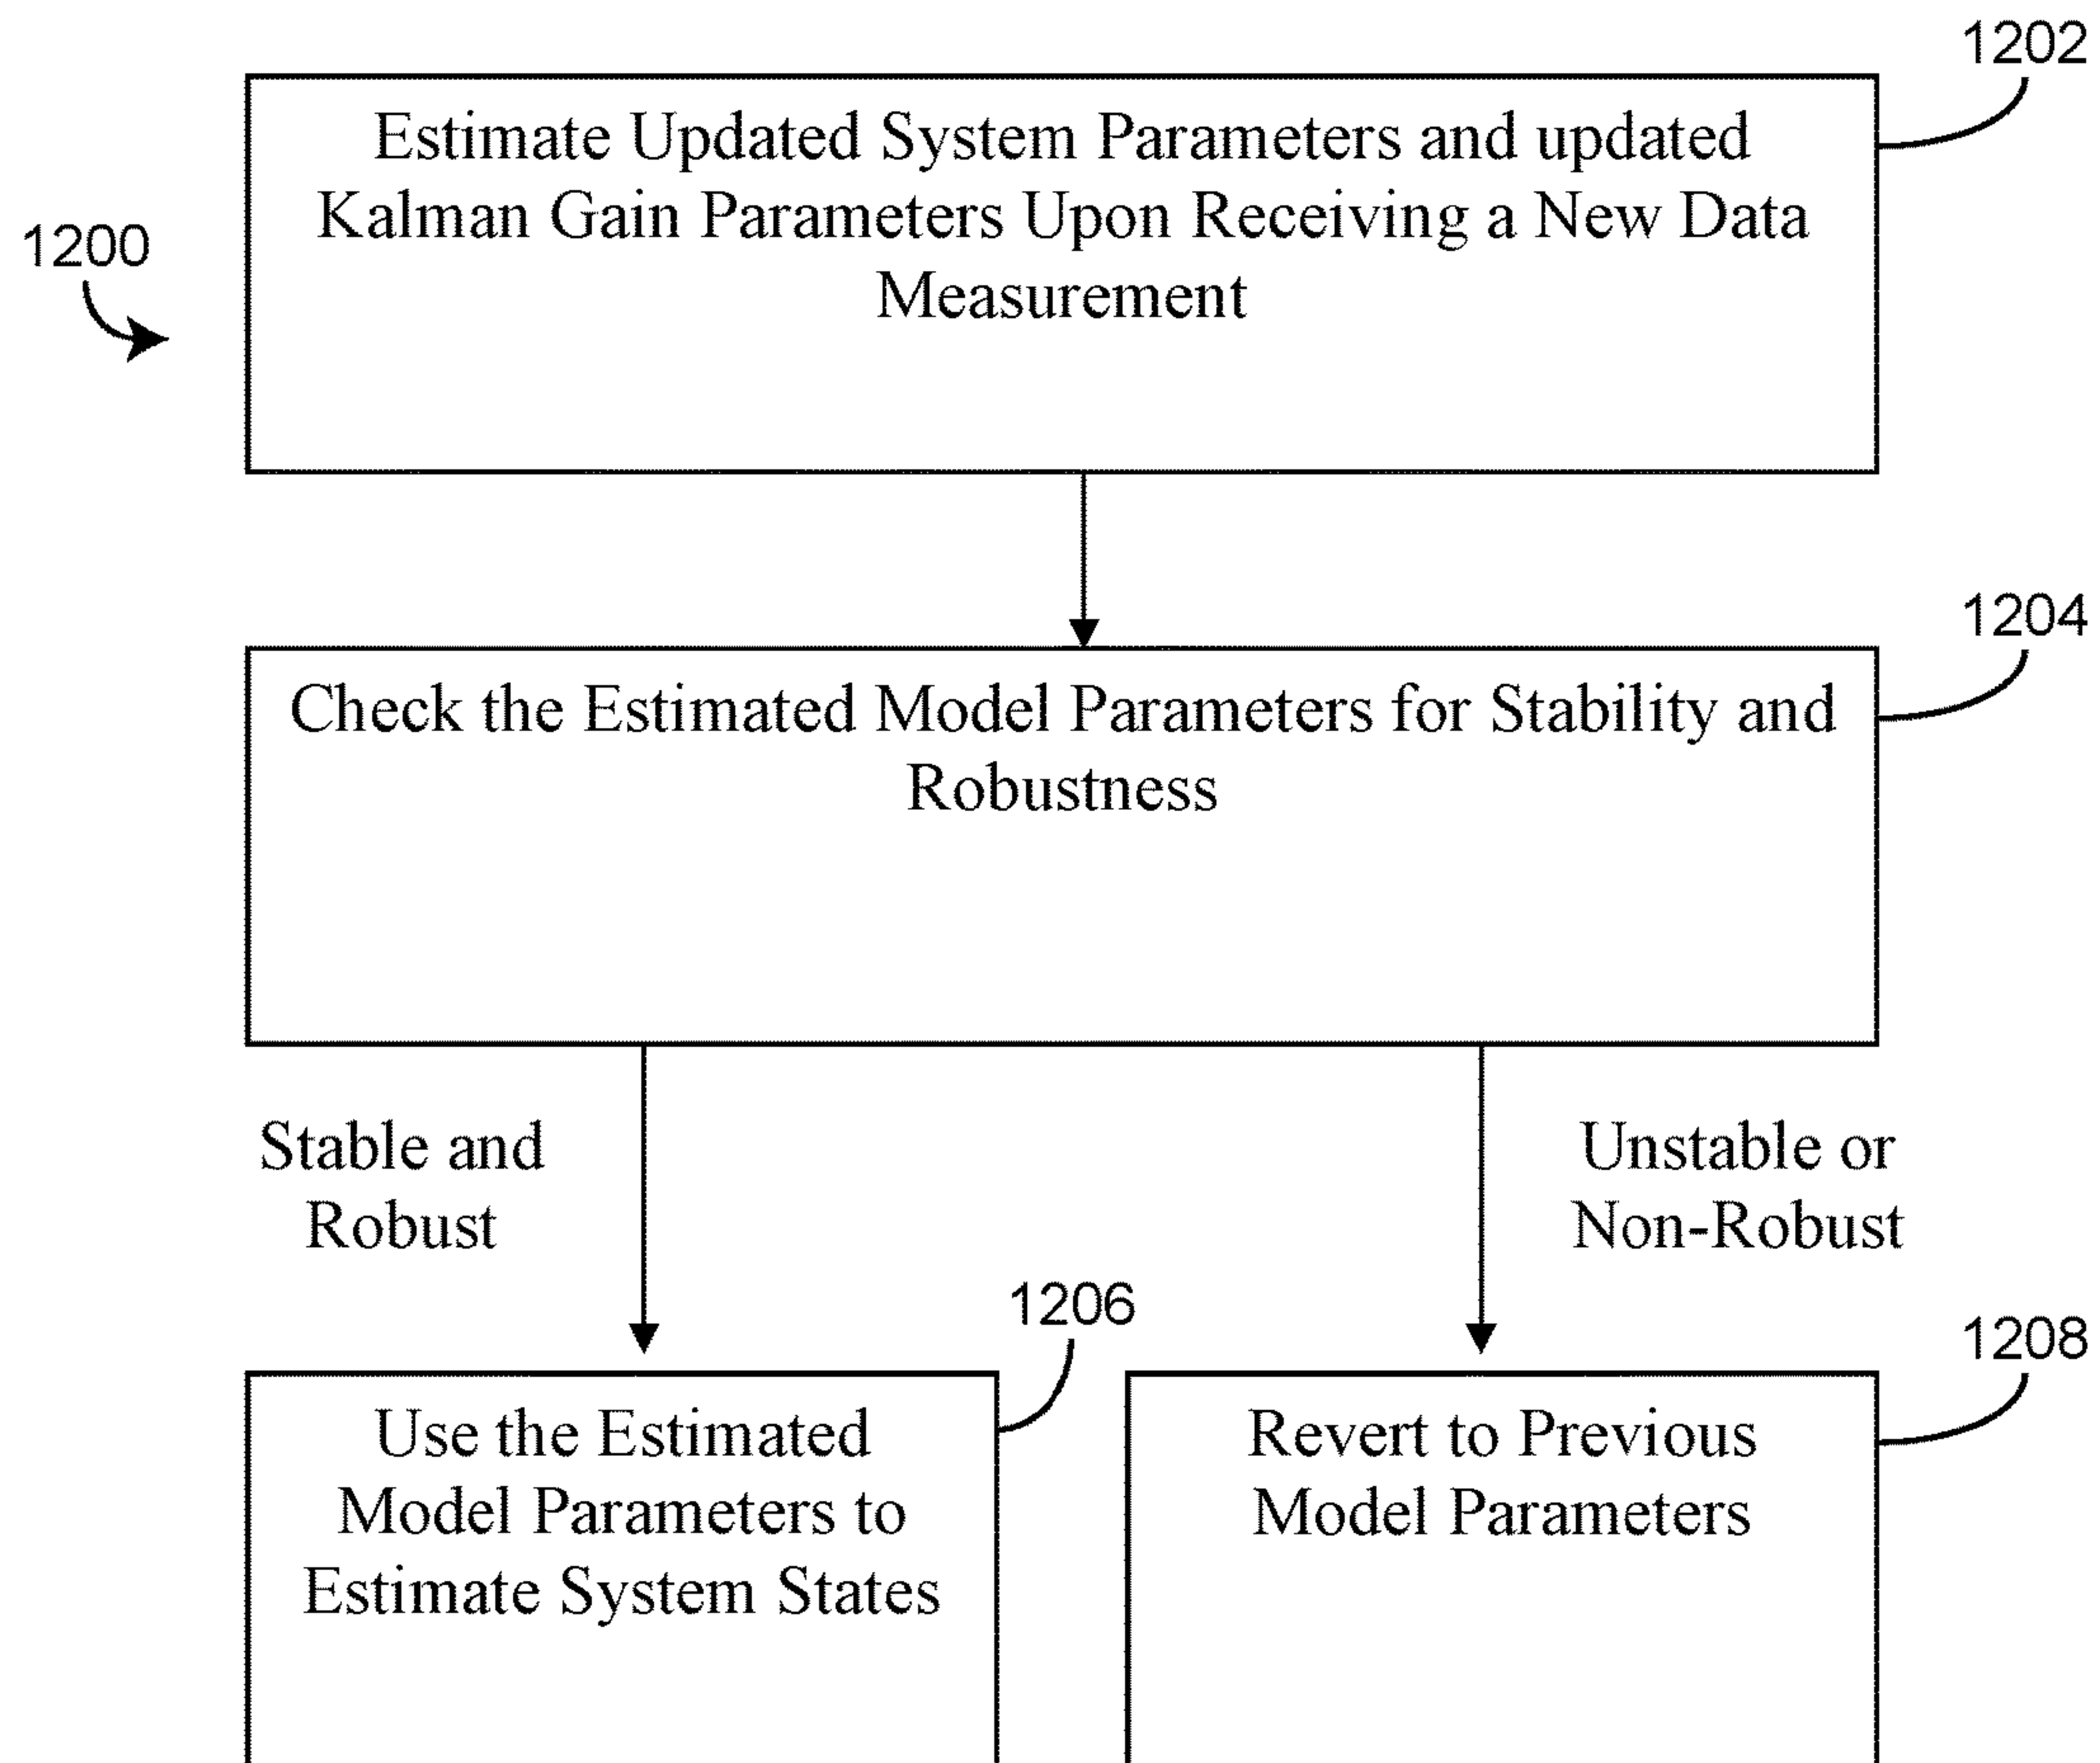 1202
Estimate Updated System Parameters and updated
Kalman Gain Parameters Upon Receiving a New Data
Measurement
1200
1204
Check the Estimated Model Parameters for Stability and
Robustness
Stable and
Robust
Unstable or
Non-Robust
1206
1208
Use the Estimated
Model Parameters to
Estimate System States
Revert to Previous
Model Parameters